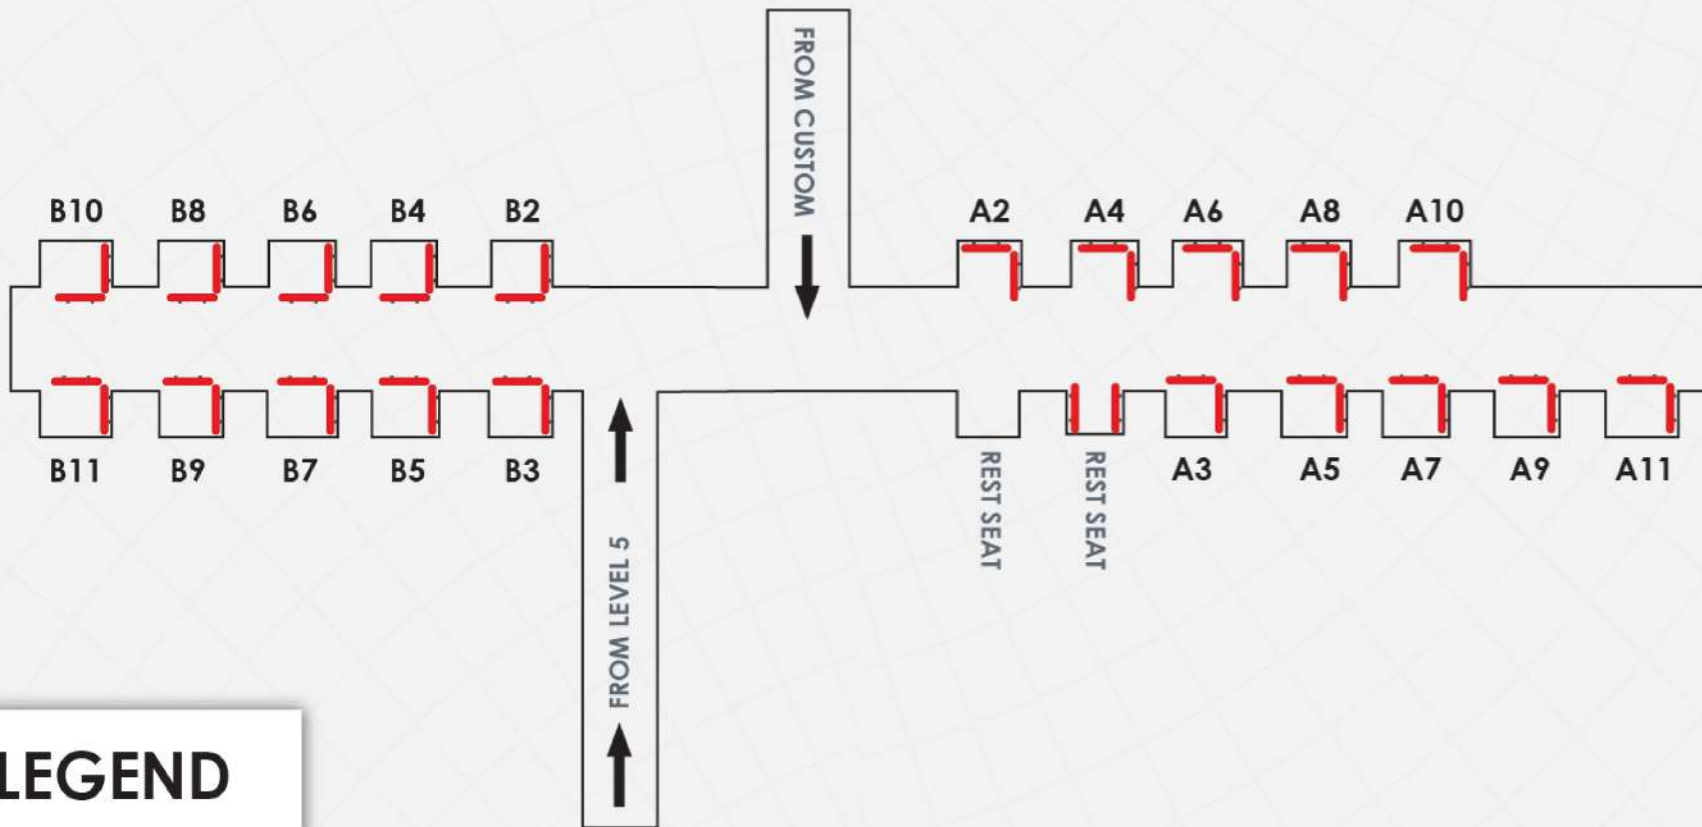 FROM CUSTOM
B10 B8 B6 B4 B2 A2 A4 A6 A8 A10
B11 B9 B7 B5 B3 A3 A5 A7 A9 A11
REST SEAT
REST SEAT
FROM LEVEL 5
LEGEND